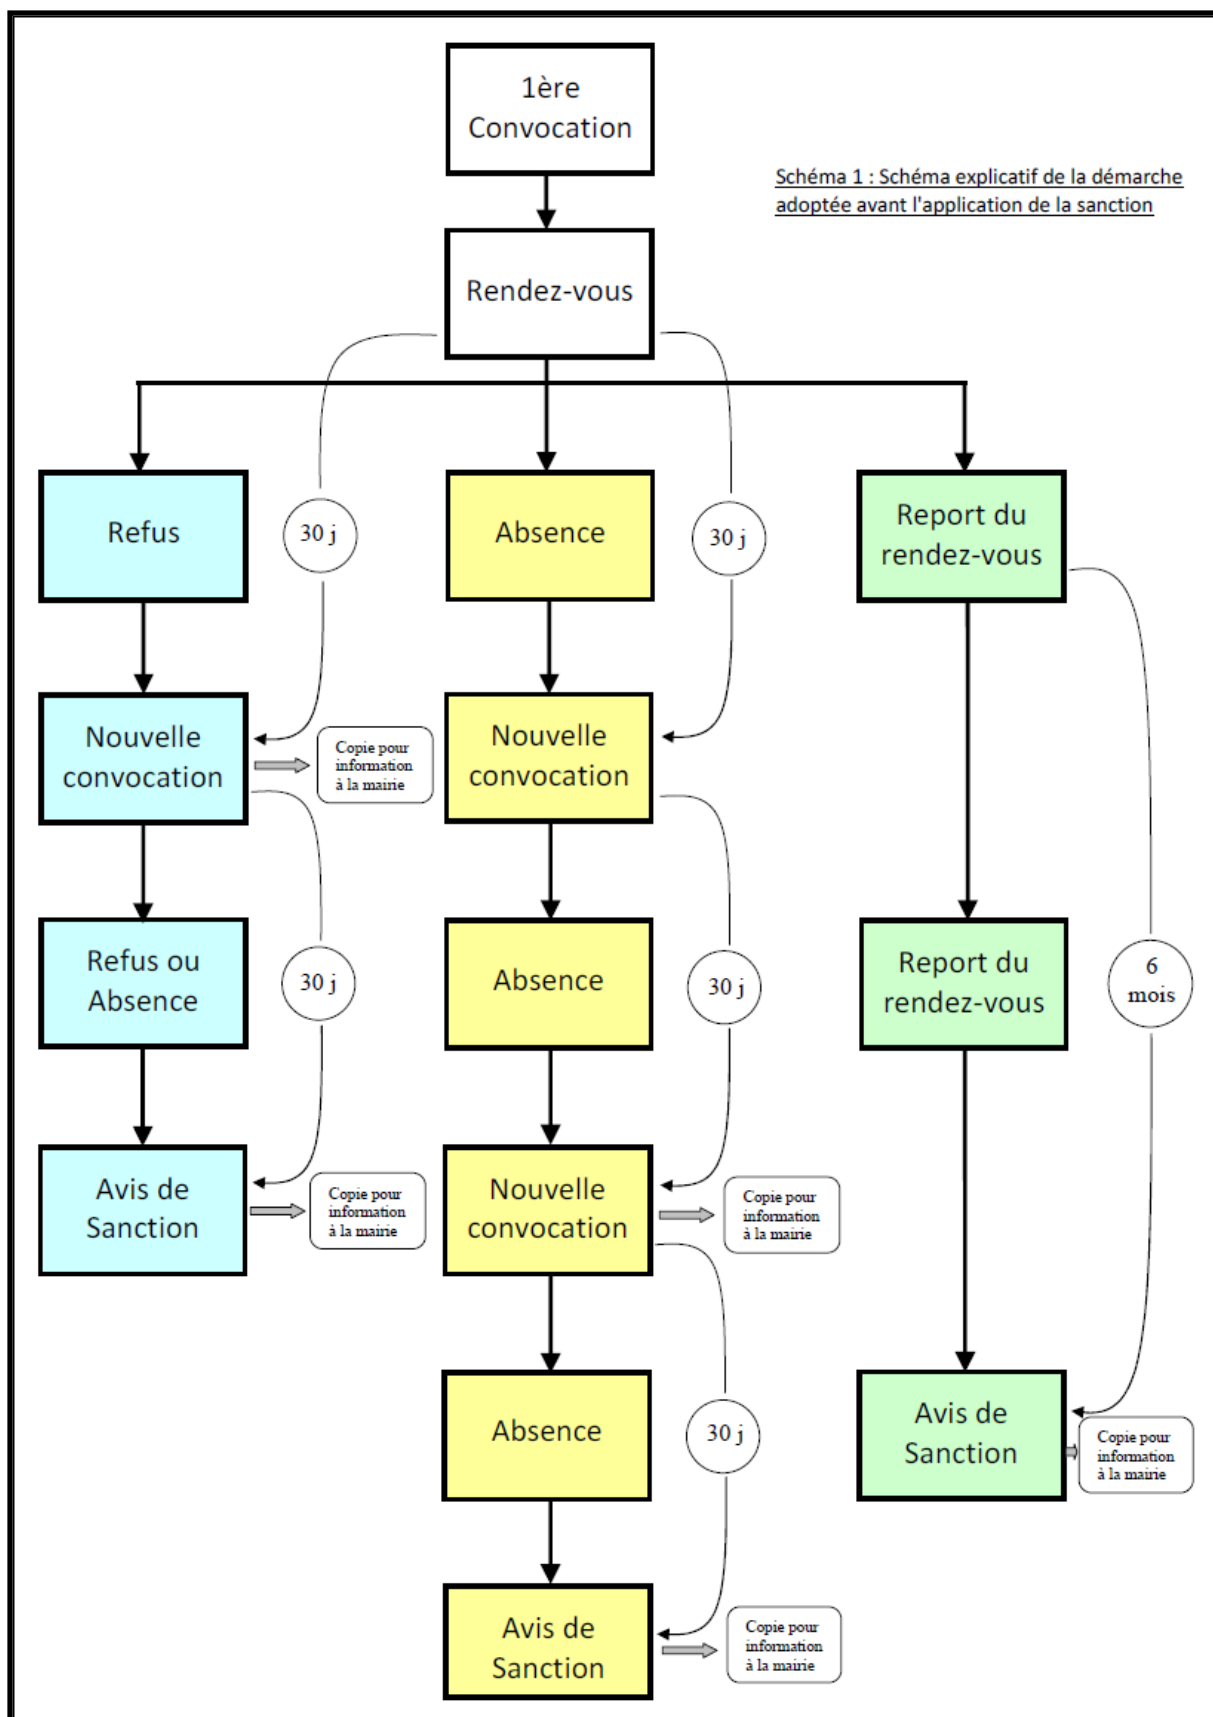 1ère
Convocation
Schéma 1 : Schéma explicatif de la démarche
adoptée avant l'application de la sanction
Rendez-vous
Refus
30 j
Absence
30 j
Report du
rendez-vous
Nouvelle
convocation
Copie pour
information
à la mairie
Nouvelle
convocation
Refus ou
Absence
30 j
Absence
30 j
Report du
rendez-vous
6
mois
Avis de
Sanction
Copie pour
information
à la mairie
Nouvelle
convocation
Copie pour
information
à la mairie
Absence
30 j
Avis de
Sanction
Copie pour
information
à la mairie
Avis de
Sanction
Copie pour
information
à la mairie